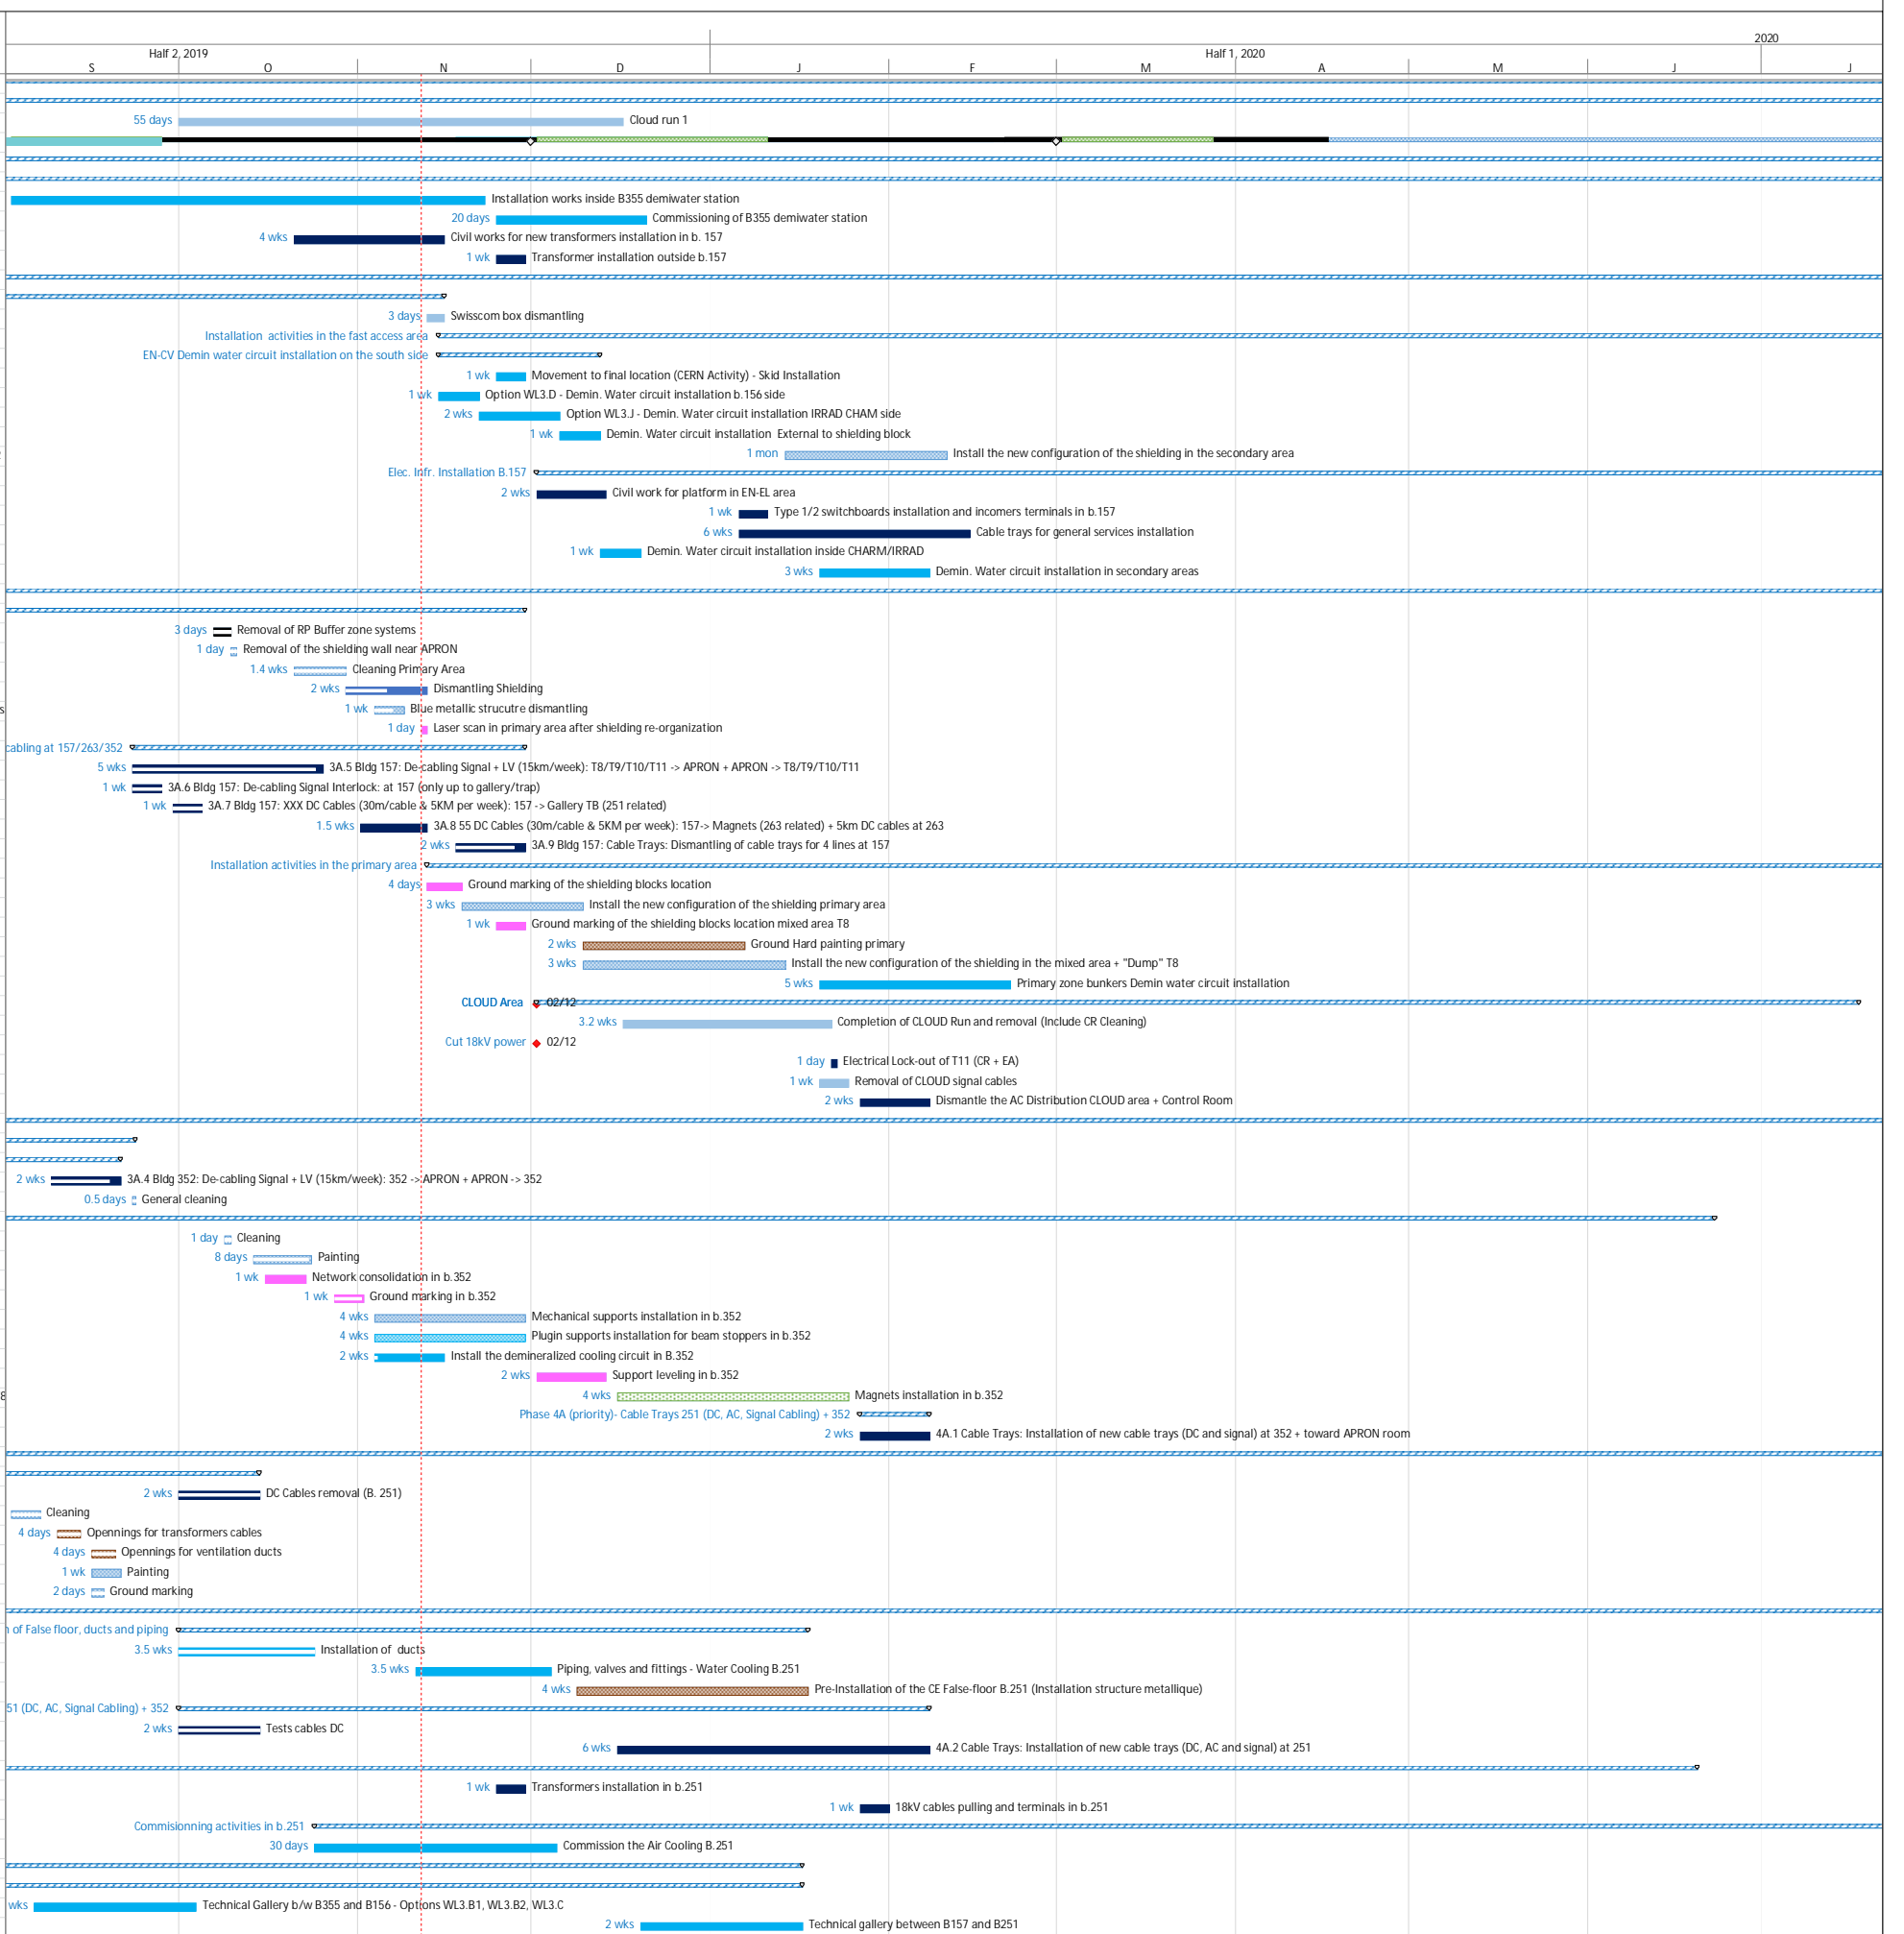 2020
Half 2, 2019 Half 1, 2020
S O N D J F M A M J J
55 days Cloud run 1
Installation works inside B355 demiwater station
20 days Commissioning of B355 demiwater station
4 wks Civil works for new transformers installation in b. 157
1 wk Transformer installation outside b.157
3 days Swisscom box dismantling
Installation activities in the fast access area
EN-CV Demin water circuit installation on the south side
1 wk Movement to final location (CERN Activity) - Skid Installation
1 wk Option WL3.D - Demin. Water circuit installation b.156 side
2 wks Option WL3.J - Demin. Water circuit installation IRRAD CHAM side
1 wk Demin. Water circuit installation External to shielding block
1 mon Install the new configuration of the shielding in the secondary area
Elec. Infr. Installation B.157
2 wks Civil work for platform in EN-EL area
1 wk Type 1/2 switchboards installation and incomers terminals in b.157
6 wks Cable trays for general services installation
1 wk Demin. Water circuit installation inside CHARM/IRRAD
3 wks Demin. Water circuit installation in secondary areas
3 days Removal of RP Buffer zone systems
1 day Removal of the shielding wall near APRON
1.4 wks Cleaning Primary Area
2 wks Dismantling Shielding
s 1 wk Blue metallic strucutre dismantling
1 day Laser scan in primary area after shielding re-organization
cabling at 157/263/352
5 wks 3A.5 Bldg 157: De-cabling Signal + LV (15km/week): T8/T9/T10/T11 -> APRON + APRON -> T8/T9/T10/T11
1 wk 3A.6 Bldg 157: De-cabling Signal Interlock: at 157 (only up to gallery/trap)
1 wk 3A.7 Bldg 157: XXX DC Cables (30m/cable & 5KM per week): 157 -> Gallery TB (251 related)
1.5 wks 3A.8 55 DC Cables (30m/cable & 5KM per week): 157-> Magnets (263 related) + 5km DC cables at 263
2 wks 3A.9 Bldg 157: Cable Trays: Dismantling of cable trays for 4 lines at 157
Installation activities in the primary area
4 days Ground marking of the shielding blocks location
3 wks Install the new configuration of the shielding primary area
1 wk Ground marking of the shielding blocks location mixed area T8
2 wks Ground Hard painting primary
3 wks Install the new configuration of the shielding in the mixed area + "Dump" T8
5 wks Primary zone bunkers Demin water circuit installation
CLOUD Area 02/12
3.2 wks Completion of CLOUD Run and removal (Include CR Cleaning)
Cut 18kV power 02/12
1 day Electrical Lock-out of T11 (CR + EA)
1 wk Removal of CLOUD signal cables
2 wks Dismantle the AC Distribution CLOUD area + Control Room
2 wks 3A.4 Bldg 352: De-cabling Signal + LV (15km/week): 352 -> APRON + APRON -> 352
0.5 days General cleaning
1 day Cleaning
8 days Painting
1 wk Network consolidation in b.352
1 wk Ground marking in b.352
4 wks Mechanical supports installation in b.352
4 wks Plugin supports installation for beam stoppers in b.352
2 wks Install the demineralized cooling circuit in B.352
2 wks Support leveling in b.352
8 4 wks Magnets installation in b.352
Phase 4A (priority)- Cable Trays 251 (DC, AC, Signal Cabling) + 352
2 wks 4A.1 Cable Trays: Installation of new cable trays (DC and signal) at 352 + toward APRON room
2 wks DC Cables removal (B. 251)
Cleaning
4 days Opennings for transformers cables
4 days Opennings for ventilation ducts
1 wk Painting
2 days Ground marking
of False floor, ducts and piping
3.5 wks Installation of ducts
3.5 wks Piping, valves and fittings - Water Cooling B.251
4 wks Pre-Installation of the CE False-floor B.251 (Installation structure metallique)
51 (DC, AC, Signal Cabling) + 352
2 wks Tests cables DC
6 wks 4A.2 Cable Trays: Installation of new cable trays (DC, AC and signal) at 251
1 wk Transformers installation in b.251
1 wk 18kV cables pulling and terminals in b.251
Commisionning activities in b.251
30 days Commission the Air Cooling B.251
wks Technical Gallery b/w B355 and B156 - Options WL3.B1, WL3.B2, WL3.C
2 wks Technical gallery between B157 and B251